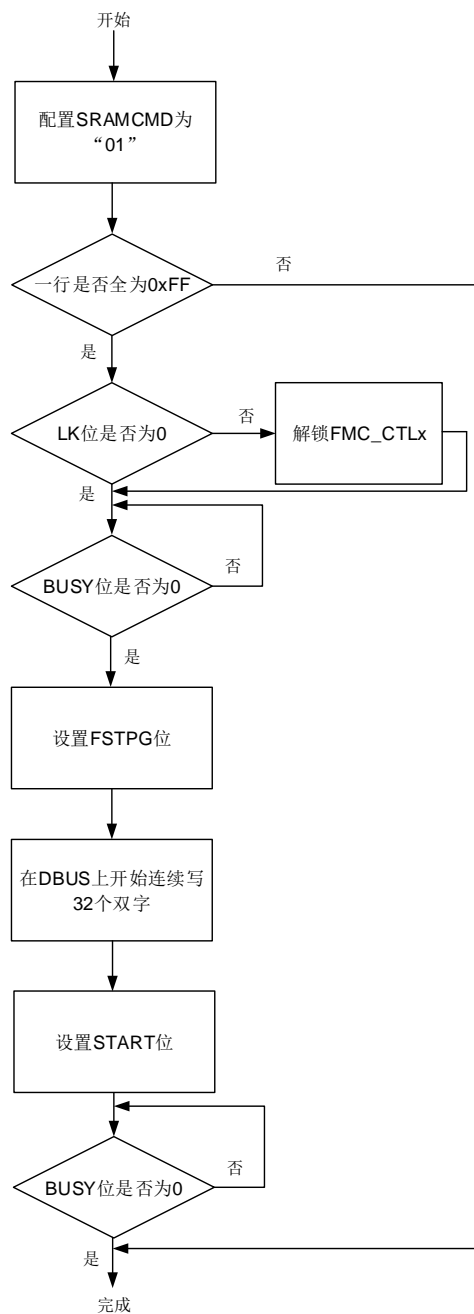 开始
配置SRAMCMD为
“01”
一行是否全为0xFF
否
是
LK位是否为0
否
解锁FMC_CTLx
是
BUSY位是否为0
否
是
设置FSTPG位
在DBUS上开始连续写
32个双字
设置START位
BUSY位是否为0
否
是
完成